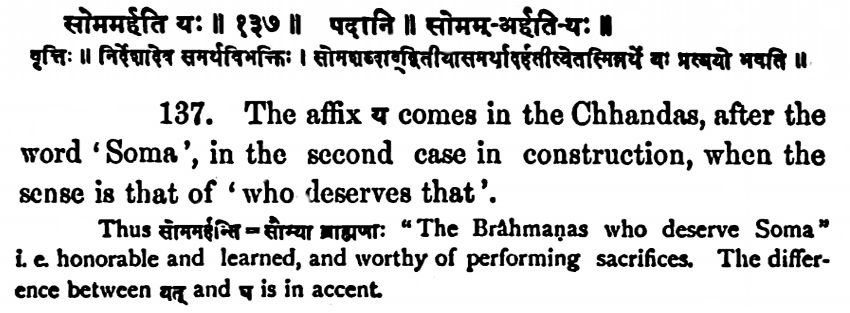 सोममर्हति यः ॥ १३७ ॥ पदानि ॥ सोमम्-अर्हति-यः ॥
वृत्तिः ॥ निर्देशादेव समर्थविभक्तिः । सोमशब्दाद्द्वितीयासमर्थादर्हतीत्येतस्मिन्नर्थे यः प्रत्ययो भवति ॥
137. The affix य comes in the Chhandas, after the
word ‘Soma’, in the second case in construction, when the
sense is that of ‘who deserves that’.
Thus सोममर्हन्ति = सोम्या ब्राह्मणाः “The Brâhmaṇas who deserve Soma”
i. e. honorable and learned, and worthy of performing sacrifices. The differ-
ence between यत् and य is in accent.